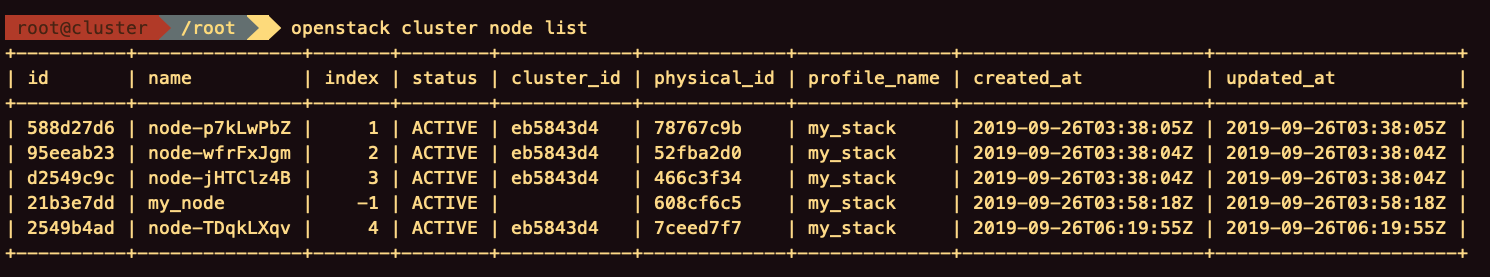 root@cluster /root openstack cluster node list
+----------+---------------+-------+--------+------------+-------------+--------------+----------------------+----------------------+
| id       | name          | index | status | cluster_id | physical_id | profile_name | created_at           | updated_at           |
+----------+---------------+-------+--------+------------+-------------+--------------+----------------------+----------------------+
| 588d27d6 | node-p7kLwPbZ |     1 | ACTIVE | eb5843d4   | 78767c9b    | my_stack     | 2019-09-26T03:38:05Z | 2019-09-26T03:38:05Z |
| 95eeab23 | node-wfrFxJgm |     2 | ACTIVE | eb5843d4   | 52fba2d0    | my_stack     | 2019-09-26T03:38:04Z | 2019-09-26T03:38:04Z |
| d2549c9c | node-jHTClz4B |     3 | ACTIVE | eb5843d4   | 466c3f34    | my_stack     | 2019-09-26T03:38:04Z | 2019-09-26T03:38:04Z |
| 21b3e7dd | my_node       |    -1 | ACTIVE |            | 608cf6c5    | my_stack     | 2019-09-26T03:58:18Z | 2019-09-26T03:58:18Z |
| 2549b4ad | node-TDqkLXqv |     4 | ACTIVE | eb5843d4   | 7ceed7f7    | my_stack     | 2019-09-26T06:19:55Z | 2019-09-26T06:19:55Z |
+----------+---------------+-------+--------+------------+-------------+--------------+----------------------+----------------------+